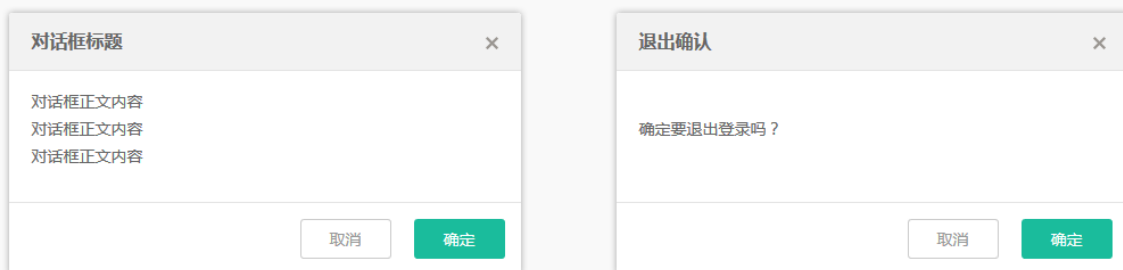 对话框标题
×
对话框正文内容
对话框正文内容
对话框正文内容
取消
确定
退出确认
×
确定要退出登录吗？
取消
确定